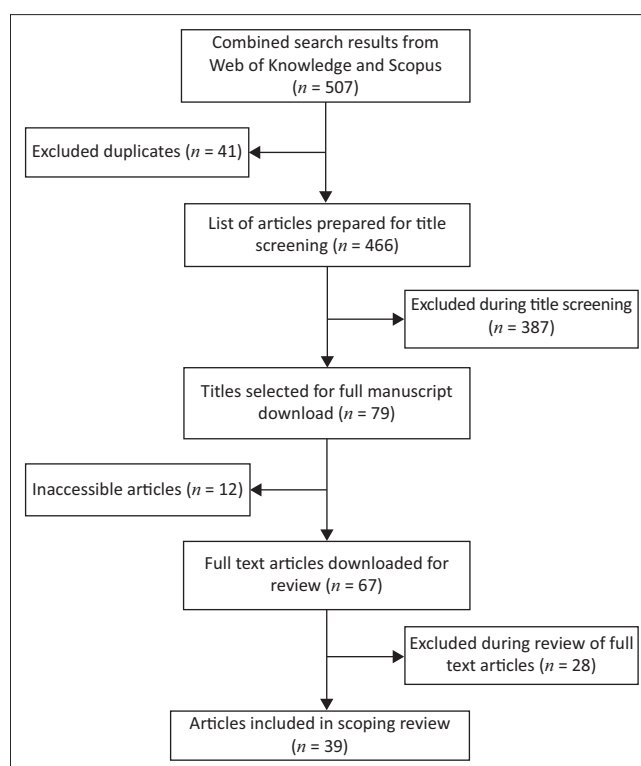 Combined search results from
Web of Knowledge and Scopus
(n = 507)
Excluded duplicates (n = 41)
List of articles prepared for title
screening (n = 466)
Excluded during title screening
(n = 387)
Titles selected for full manuscript
download (n = 79)
Inaccessible articles (n = 12)
Full text articles downloaded for
review (n = 67)
Excluded during review of full
text articles (n = 28)
Articles included in scoping review
(n = 39)